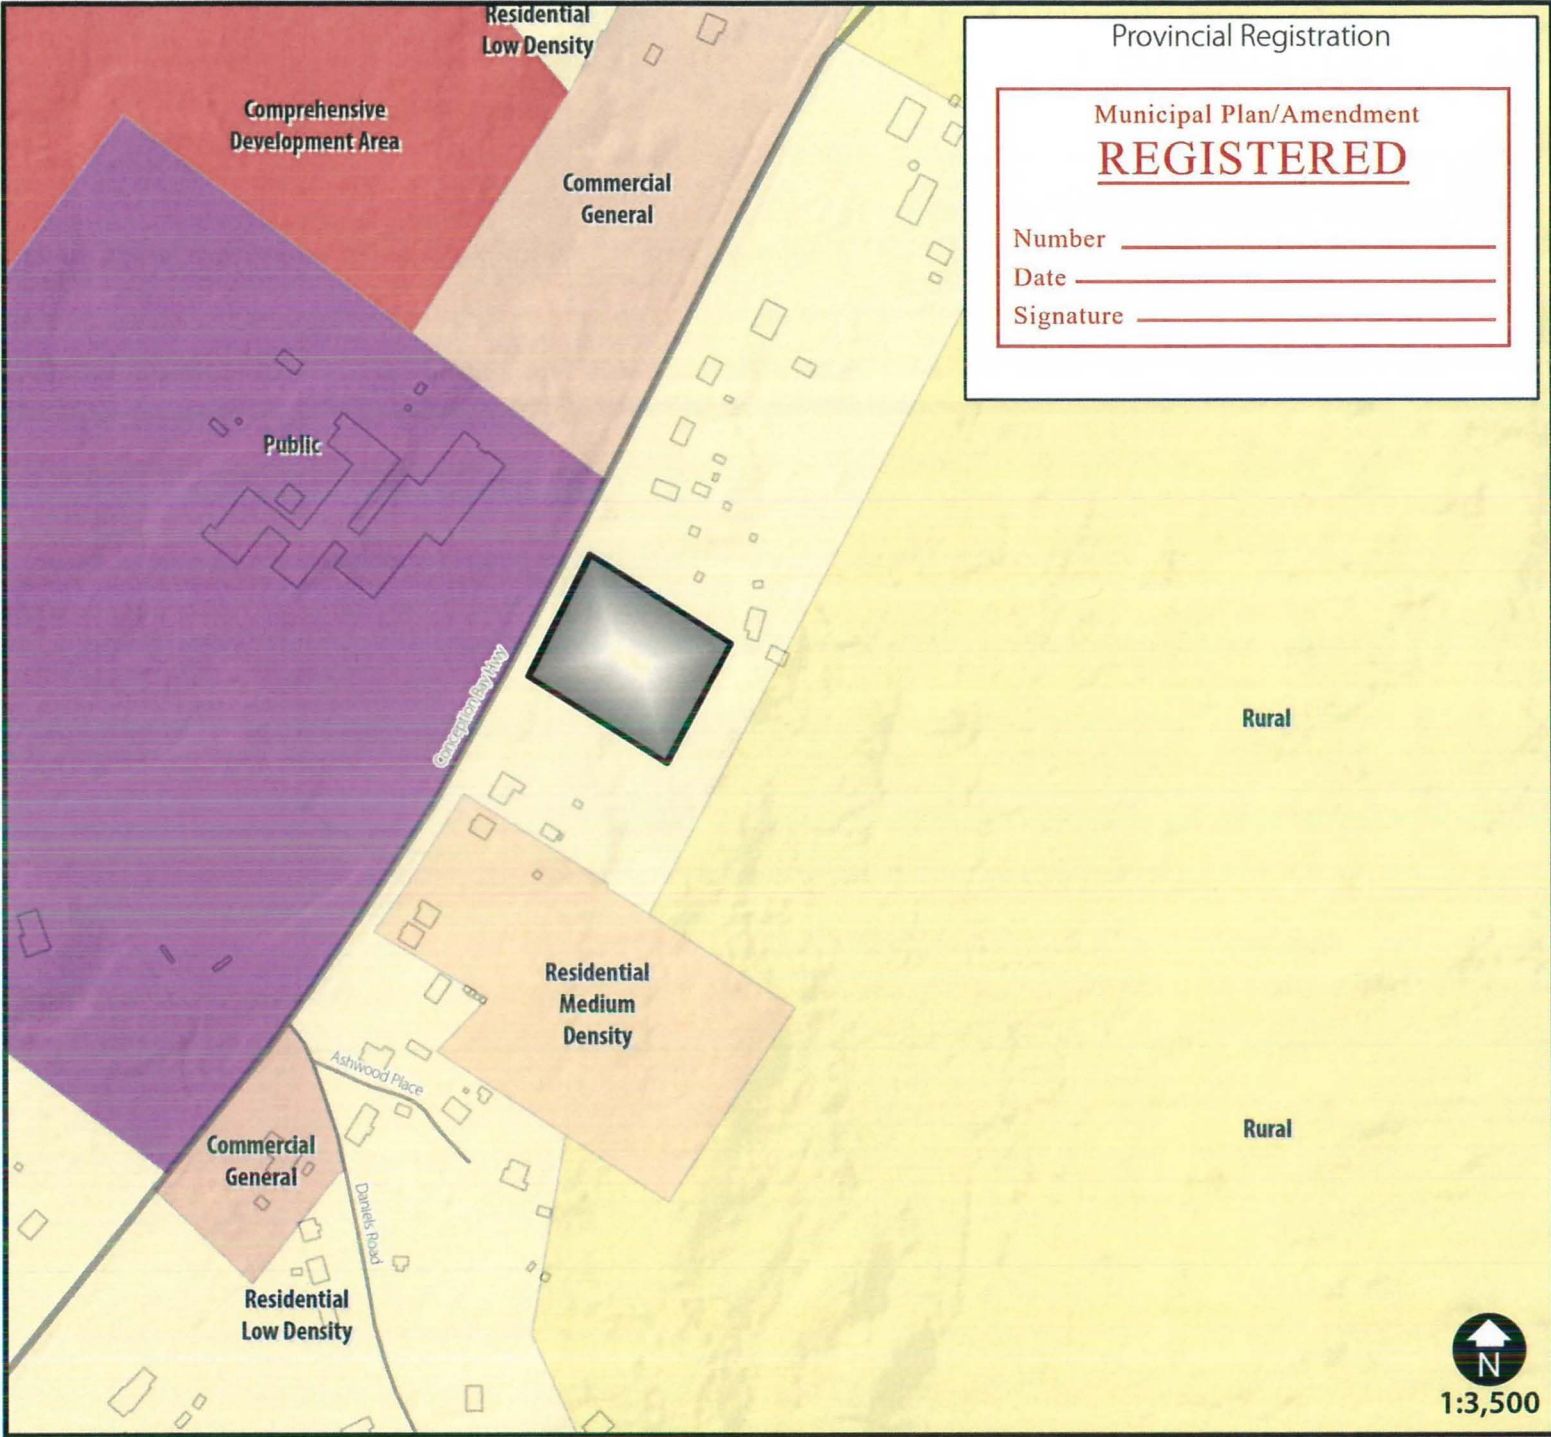 Residential
Low Density
Provincial Registration
Municipal Plan/Amendment
REGISTERED
Number
Date
Signature
Comprehensive
Development Area
Commercial
General
Public
Conception Bay Hwy
Rural
Residential
Medium
Density
Ashwood Place
Rural
Commercial
General
Daniels Road
Residential
Low Density
N
1:3,500